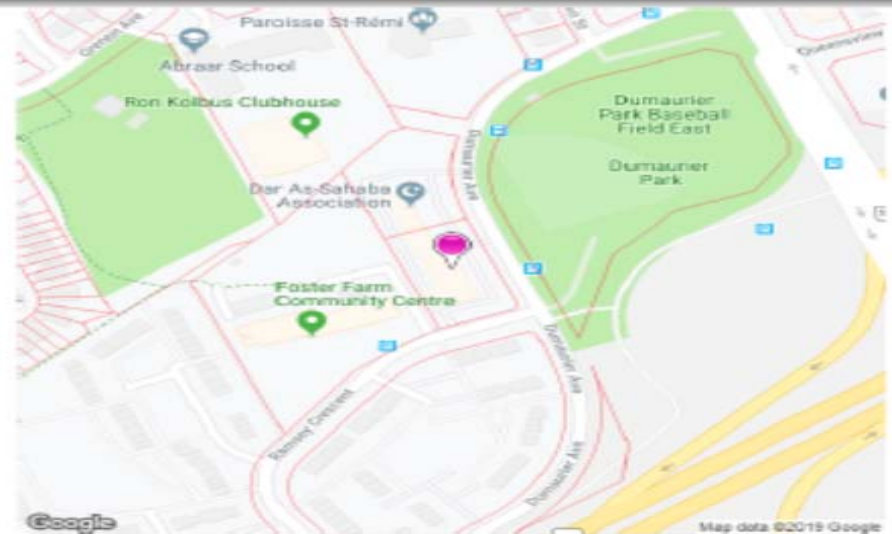 Paroisse St-Rémi
Abraar School
Ron Kolbus Clubhouse
Dumaurier
Park Baseball
Field East
Dumaurier
Park
Queensview
Dumaurier Ave
Dar As-Sahaba
Association
Foster Farm
Community Centre
Dumaurier Ave
Ramsey Crescent
Dumaurier Ave
Google
Map data ©2019 Google